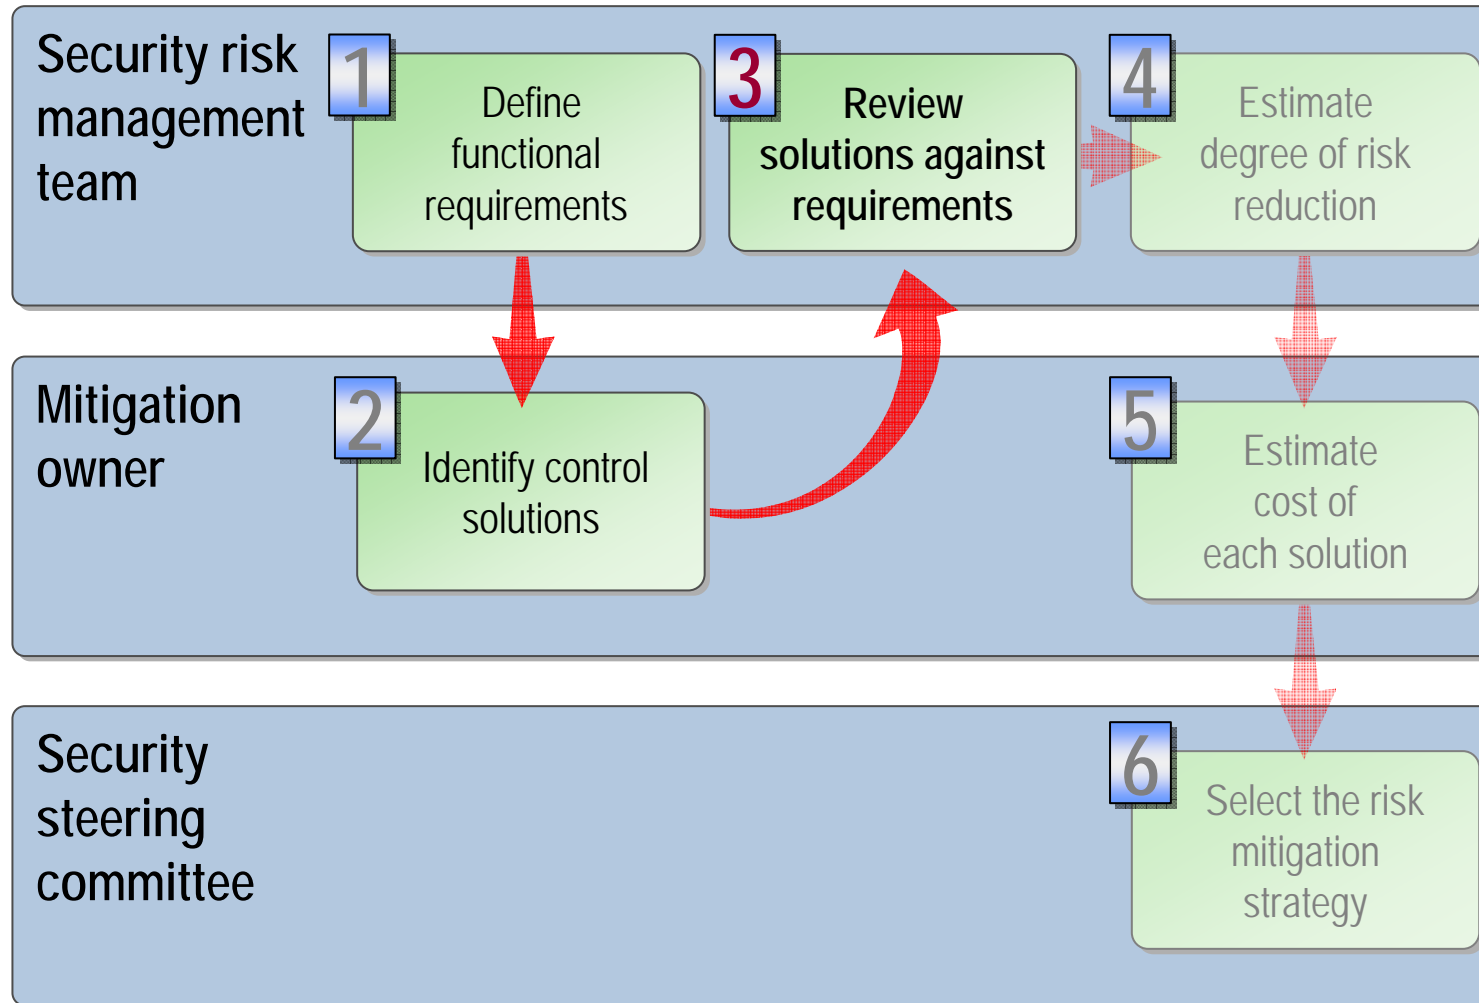 Security risk
management
team
1
Define
functional
requirements
3
Review
solutions against
requirements
4
Estimate
degree of risk
reduction
Mitigation
owner
2
Identify control
solutions
5
Estimate
cost of
each solution
Security
steering
committee
6
Select the risk
mitigation
strategy